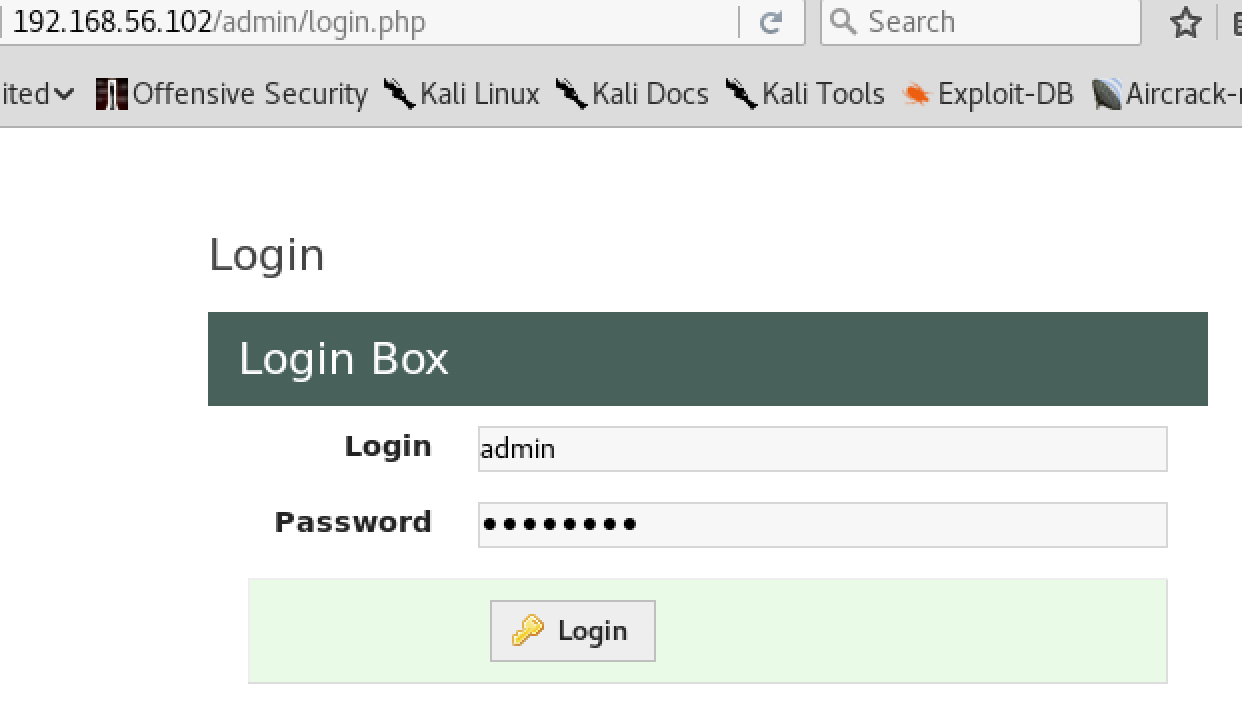 192.168.56.102/admin/login.php Search
ited Offensive Security Kali Linux Kali Docs Kali Tools Exploit-DB Aircrack-
Login
Login Box
Login admin
Password ••••••••
Login